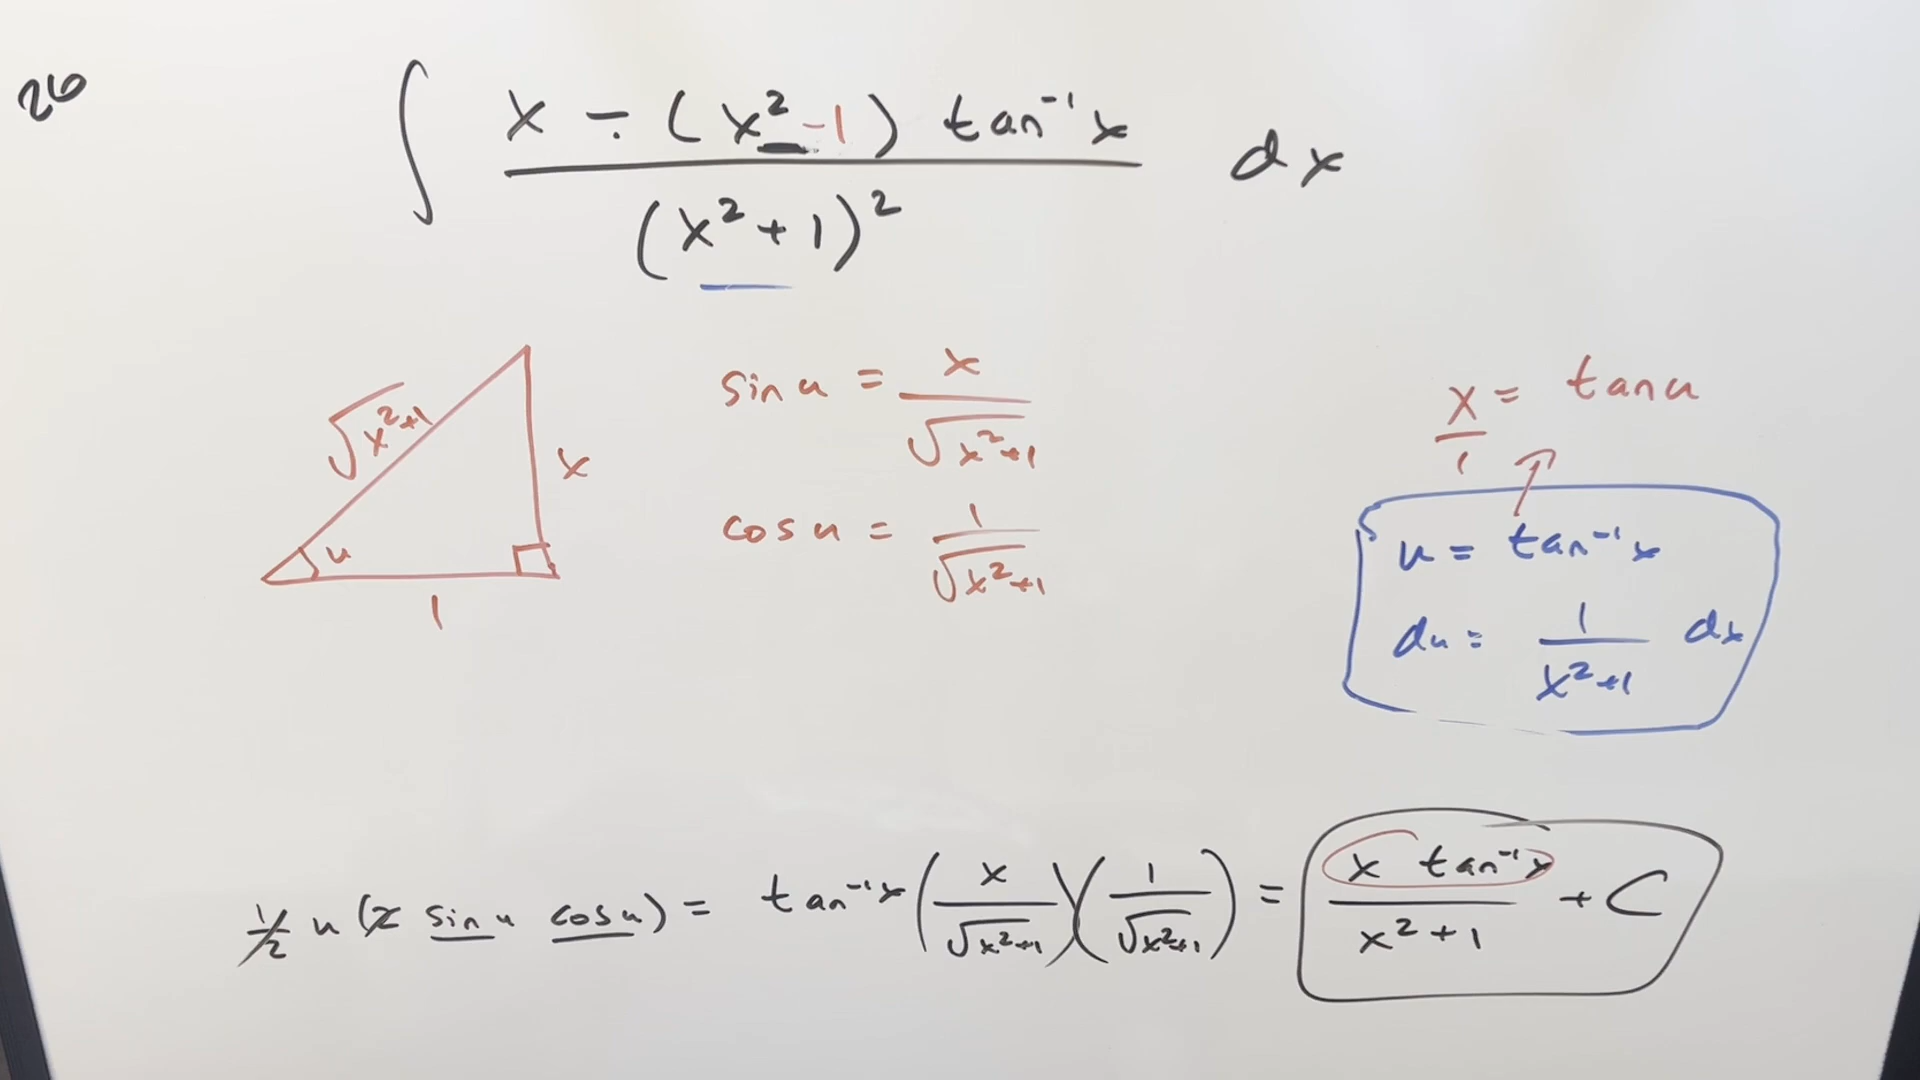 26
∫ x ÷ (x² - 1) tan⁻¹x / (x² + 1)² dx
√x²+1
x
u
1
sin u = x / √x²+1
cos u = 1 / √x²+1
x / 1 = tan u
u = tan⁻¹x
du = 1 / x²+1 dx
1/2 u (2 sin u cos u) = tan⁻¹x (x / √x²+1)(1 / √x²+1) = x tan⁻¹x / x² + 1 + C